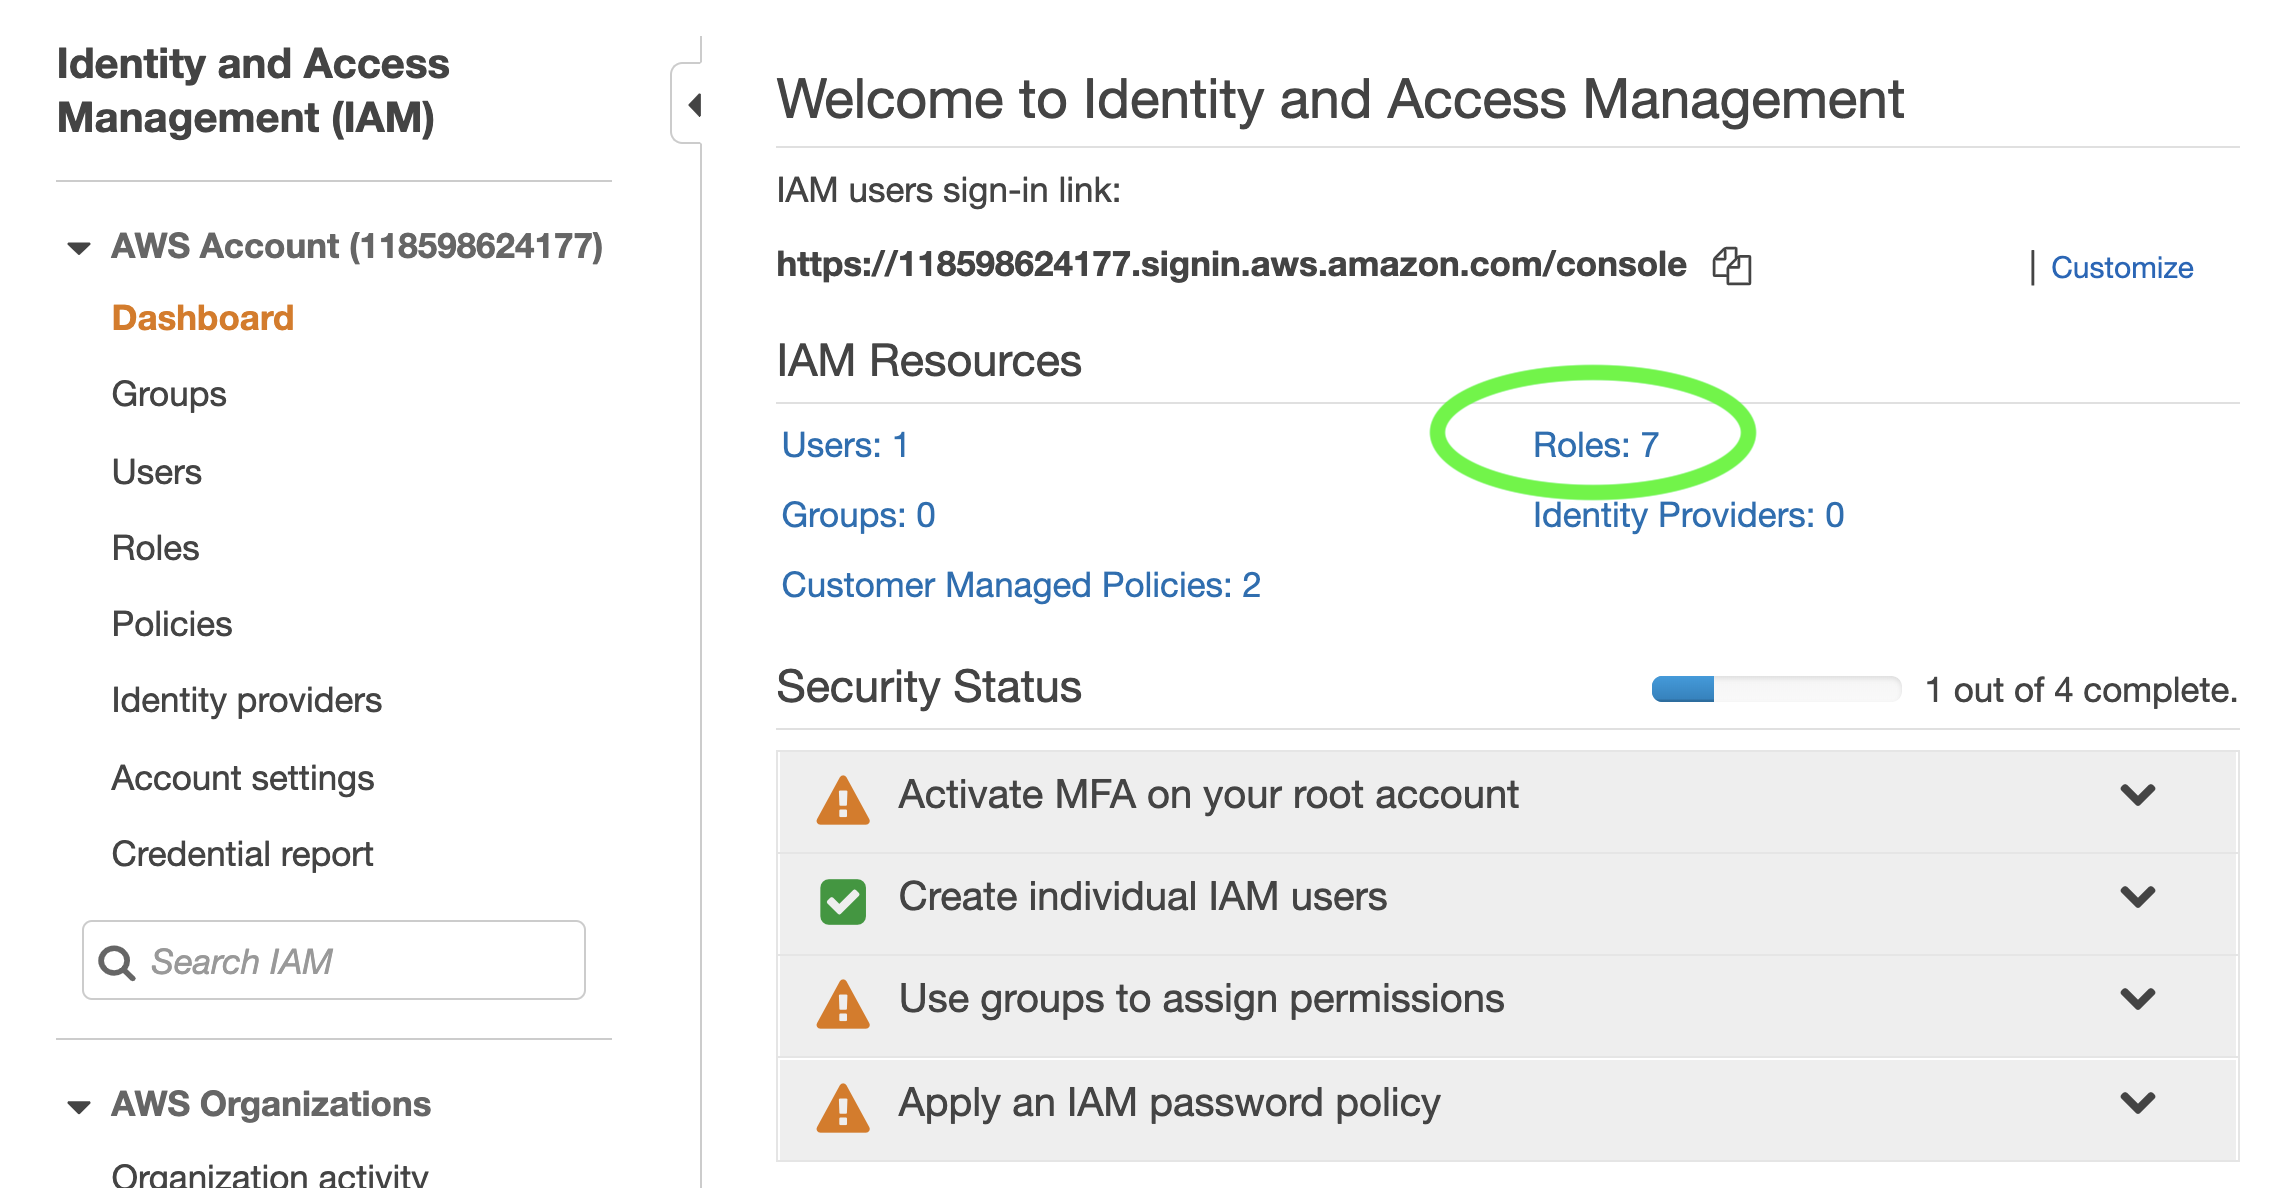 Identity and Access
Management (IAM)
AWS Account (118598624177)
Dashboard
Groups
Users
Roles
Policies
Identity providers
Account settings
Credential report
Search IAM
AWS Organizations
Organization activity
Welcome to Identity and Access Management
IAM users sign-in link:
https://118598624177.signin.aws.amazon.com/console
| Customize
IAM Resources
Users: 1
Roles: 7
Groups: 0
Identity Providers: 0
Customer Managed Policies: 2
Security Status
1 out of 4 complete.
Activate MFA on your root account
Create individual IAM users
Use groups to assign permissions
Apply an IAM password policy